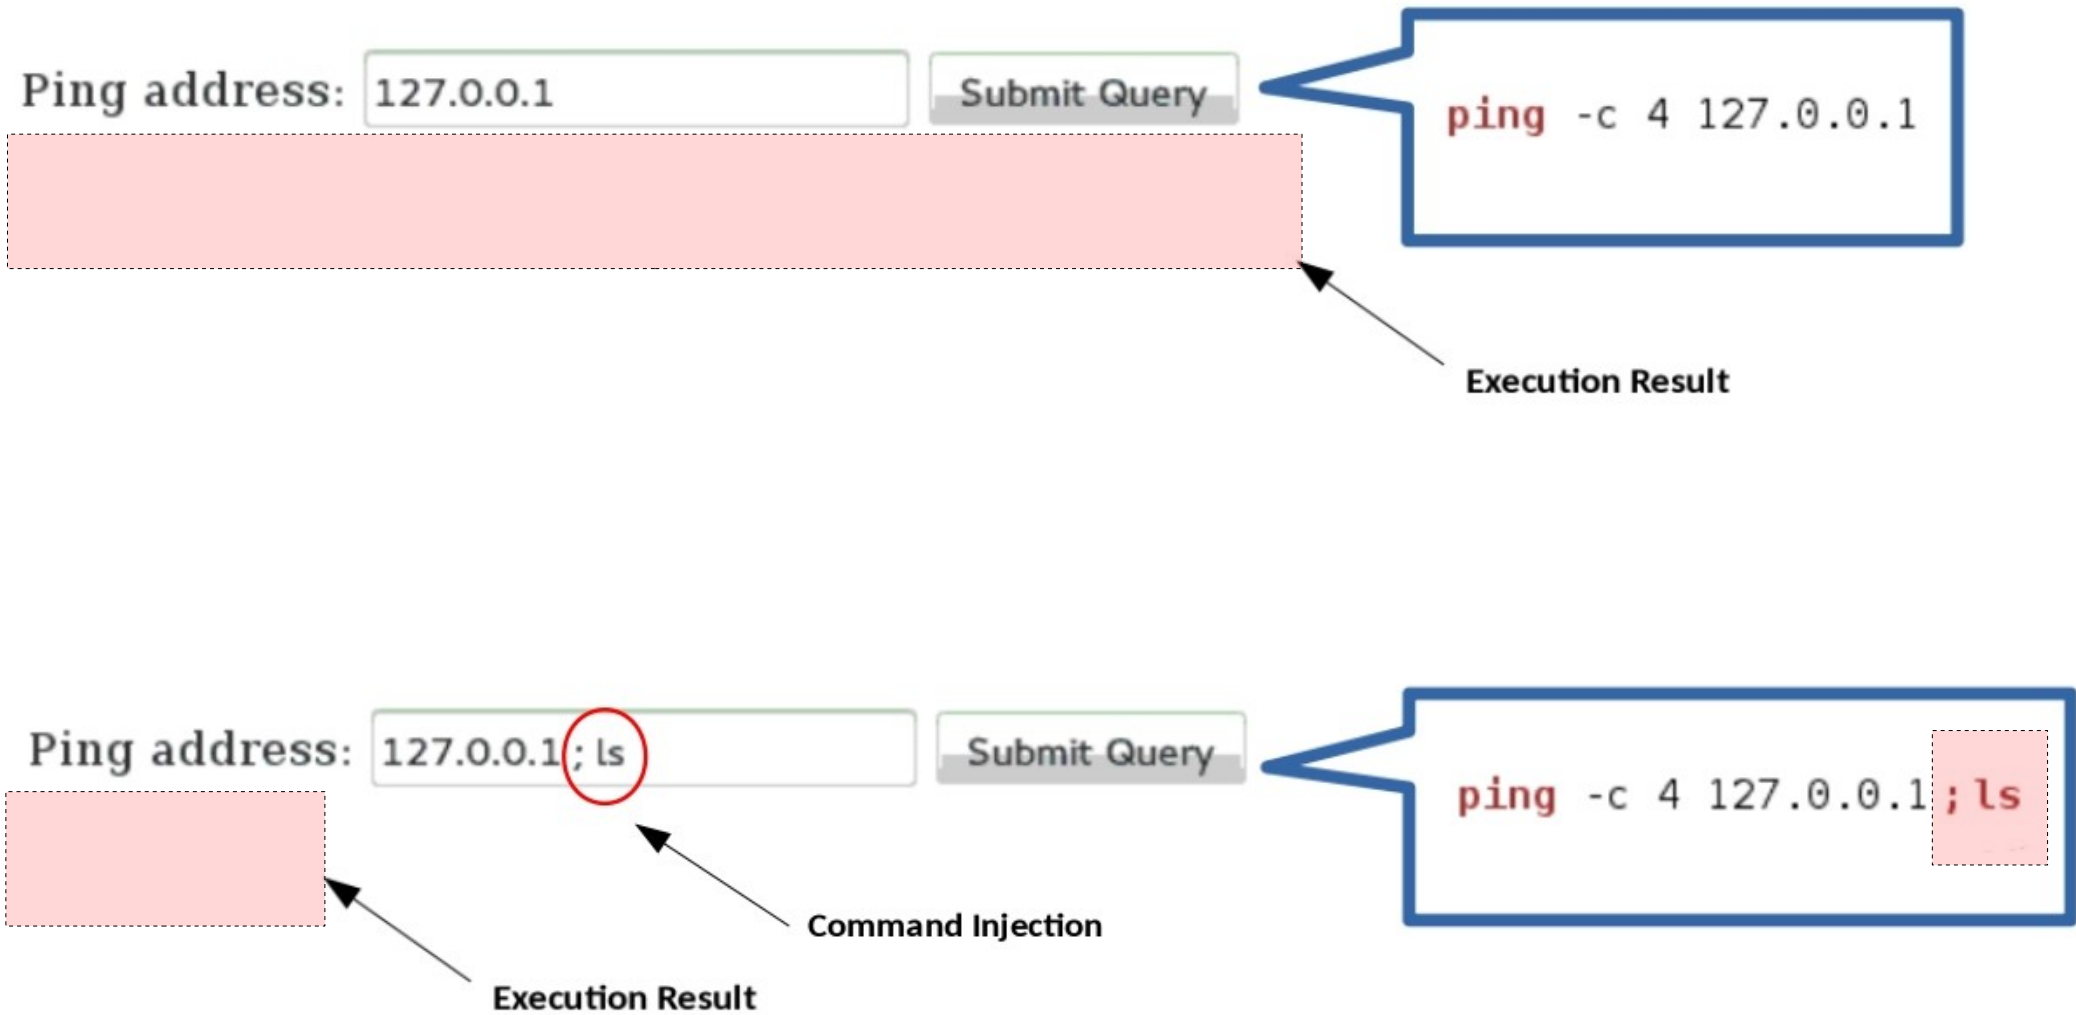 Ping address: 127.0.0.1 Submit Query
ping -c 4 127.0.0.1
Execution Result
Ping address: 127.0.0.1; ls Submit Query
ping -c 4 127.0.0.1;ls
Command Injection
Execution Result